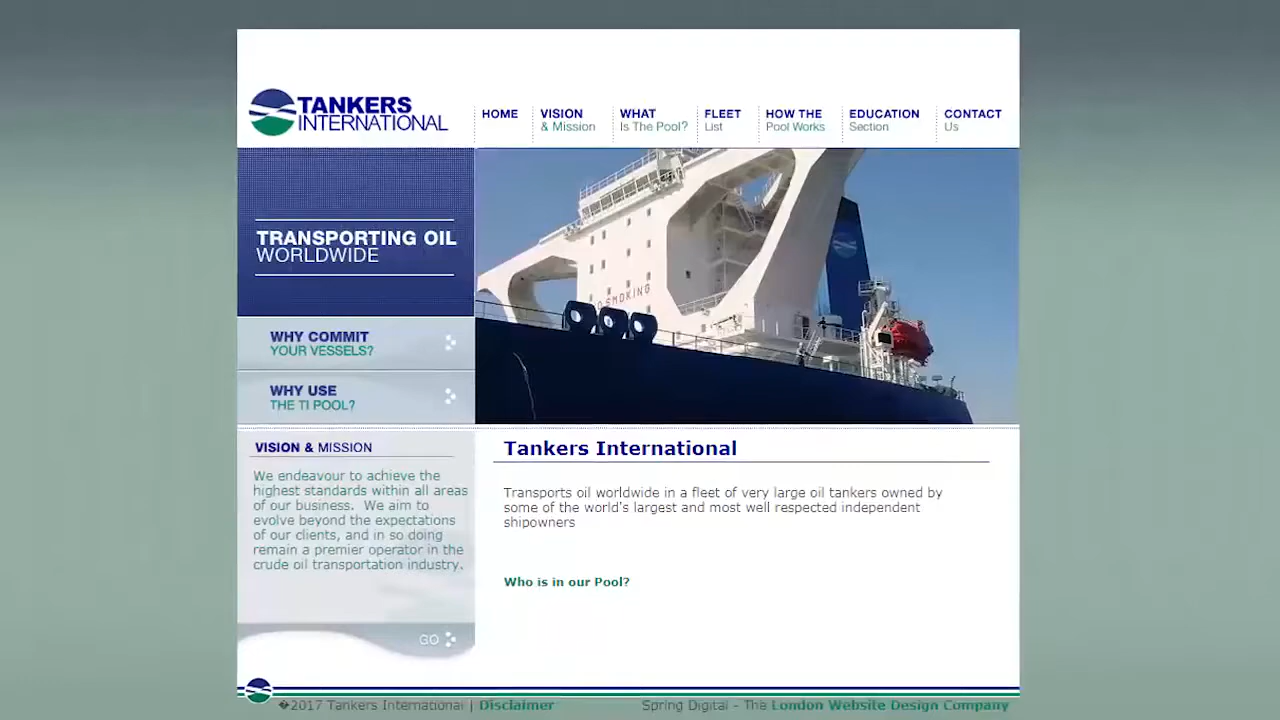 TANKERS
INTERNATIONAL
HOME
VISION
& Mission
WHAT
Is The Pool?
FLEET
List
HOW THE
Pool Works
EDUCATION
Section
CONTACT
Us
TRANSPORTING OIL
WORLDWIDE
NO SMOKING
WHY COMMIT
YOUR VESSELS?
WHY USE
THE TI POOL?
VISION & MISSION
We endeavour to achieve the
highest standards within all areas
of our business. We aim to
evolve beyond the expectations
of our clients, and in so doing
remain a premier operator in the
crude oil transportation industry.
GO
Tankers International
Transports oil worldwide in a fleet of very large oil tankers owned by
some of the world's largest and most well respected independent
shipowners
Who is in our Pool?
�2017 Tankers International | Disclaimer
Spring Digital - The London Website Design Company